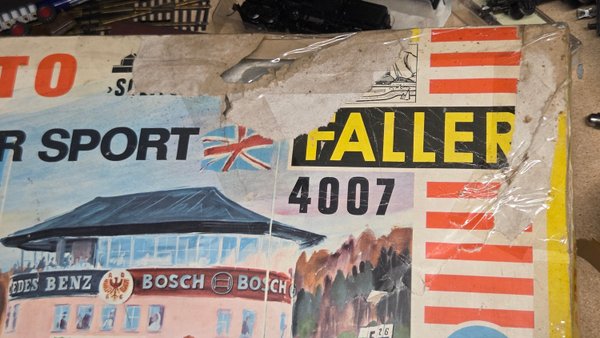 TO
R SPORT
FALLER
4007
EDES BENZ BOSCH BOSCH